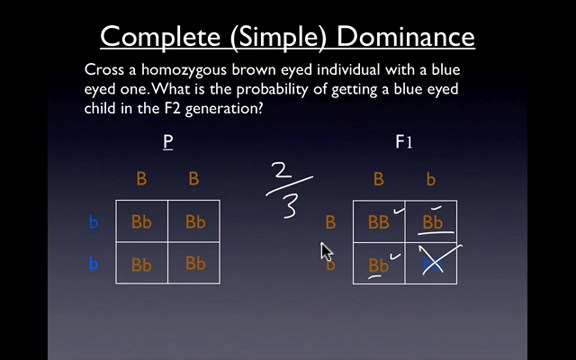 Complete (Simple) Dominance
Cross a homozygous brown eyed individual with a blue
eyed one. What is the probability of getting a blue eyed
child in the F2 generation?
P
B B
b Bb Bb
b Bb Bb
2
3
F1
B b
B BB Bb
b Bb